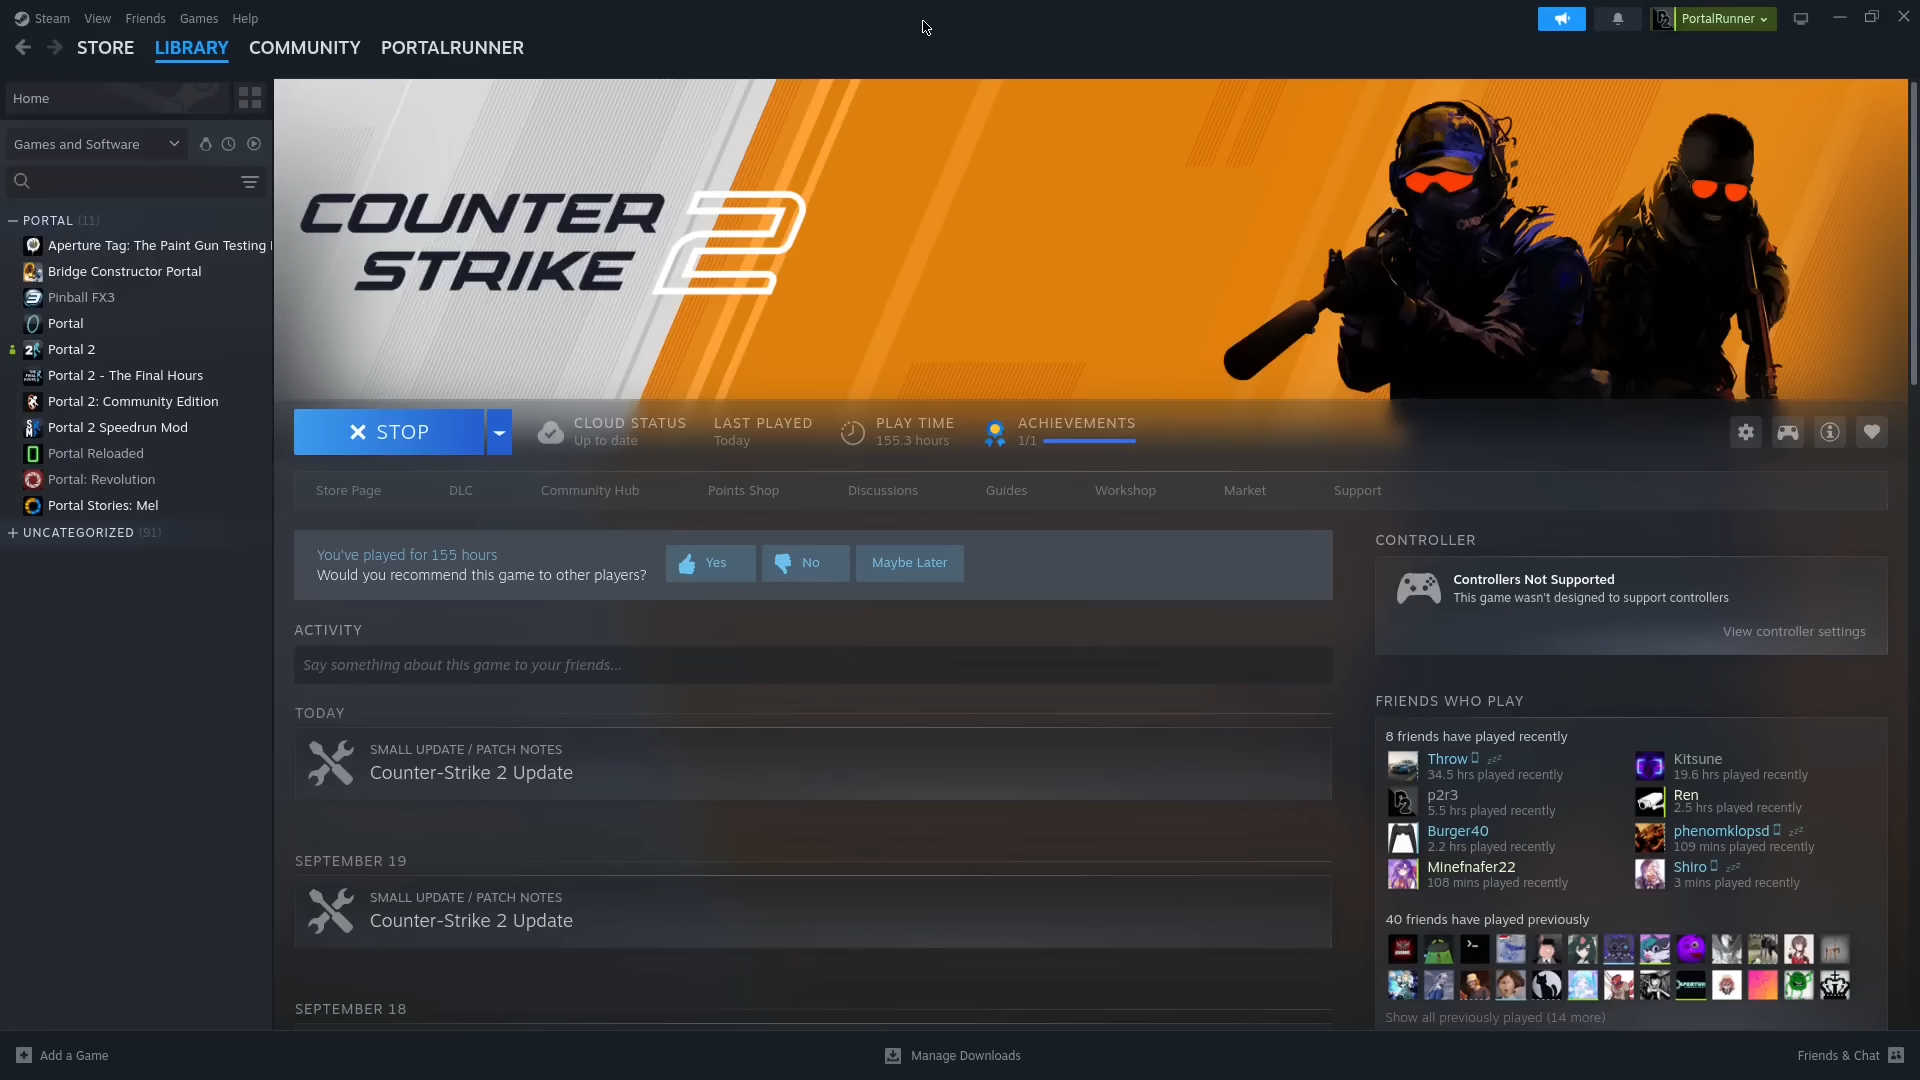 Steam View Friends Games Help
PortalRunner
STORE LIBRARY COMMUNITY PORTALRUNNER
Home
Games and Software
PORTAL (11)
Aperture Tag: The Paint Gun Testing
Bridge Constructor Portal
Pinball FX3
Portal
Portal 2
Portal 2 - The Final Hours
Portal 2: Community Edition
Portal 2 Speedrun Mod
Portal Reloaded
Portal: Revolution
Portal Stories: Mel
UNCATEGORIZED (91)
COUNTER
STRIKE 2
STOP
CLOUD STATUS
Up to date
LAST PLAYED
Today
PLAY TIME
155.3 hours
ACHIEVEMENTS
1/1
Store Page DLC Community Hub Points Shop Discussions Guides Workshop Market Support
You've played for 155 hours
Would you recommend this game to other players?
Yes
No
Maybe Later
ACTIVITY
Say something about this game to your friends...
TODAY
SMALL UPDATE / PATCH NOTES
Counter-Strike 2 Update
SEPTEMBER 19
SMALL UPDATE / PATCH NOTES
Counter-Strike 2 Update
SEPTEMBER 18
CONTROLLER
Controllers Not Supported
This game wasn't designed to support controllers
View controller settings
FRIENDS WHO PLAY
8 friends have played recently
Throw zzz
34.5 hrs played recently
Kitsune
19.6 hrs played recently
p2r3
5.5 hrs played recently
Ren
2.5 hrs played recently
Burger40
2.2 hrs played recently
phenomklopsd zzz
109 mins played recently
Minefnafer22
108 mins played recently
Shiro zzz
3 mins played recently
40 friends have played previously
Show all previously played (14 more)
Add a Game
Manage Downloads
Friends & Chat